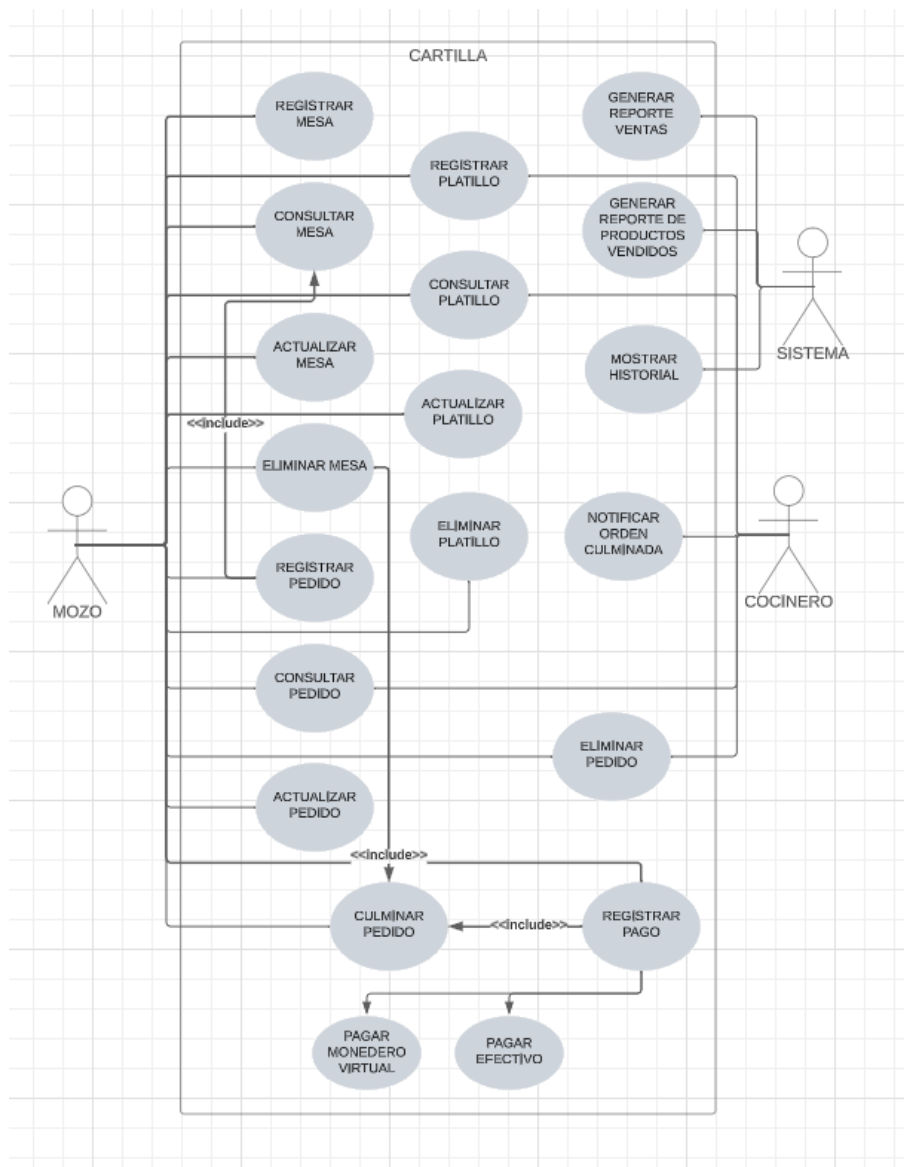 CARTILLA
REGISTRAR
MESA
GENERAR
REPORTE
VENTAS
REGISTRAR
PLATILLO
CONSULTAR
MESA
GENERAR
REPORTE DE
PRODUCTOS
VENDIDOS
CONSULTAR
PLATILLO
SISTEMA
ACTUALIZAR
MESA
MOSTRAR
HISTORIAL
ACTUALIZAR
PLATILLO
<<include>>
ELIMINAR MESA
ELIMINAR
PLATILLO
NOTIFICAR
ORDEN
CULMINADA
REGISTRAR
PEDIDO
MOZO
COCINERO
CONSULTAR
PEDIDO
ELIMINAR
PEDIDO
ACTUALIZAR
PEDIDO
<<include>>
CULMINAR
PEDIDO
<<include>>
REGISTRAR
PAGO
PAGAR
MONEDERO
VIRTUAL
PAGAR
EFECTIVO